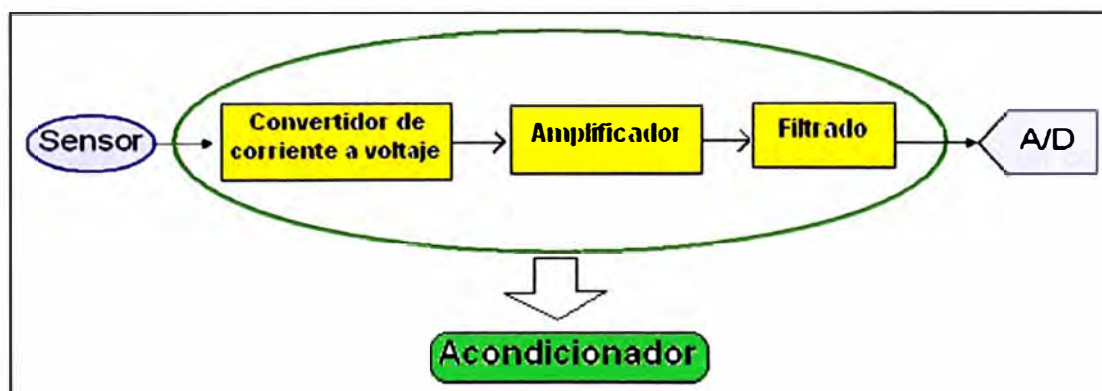 Sensor
Convertidor de
corriente a voltaje
Amplificador
Filtrado
A/D
Acondicionador